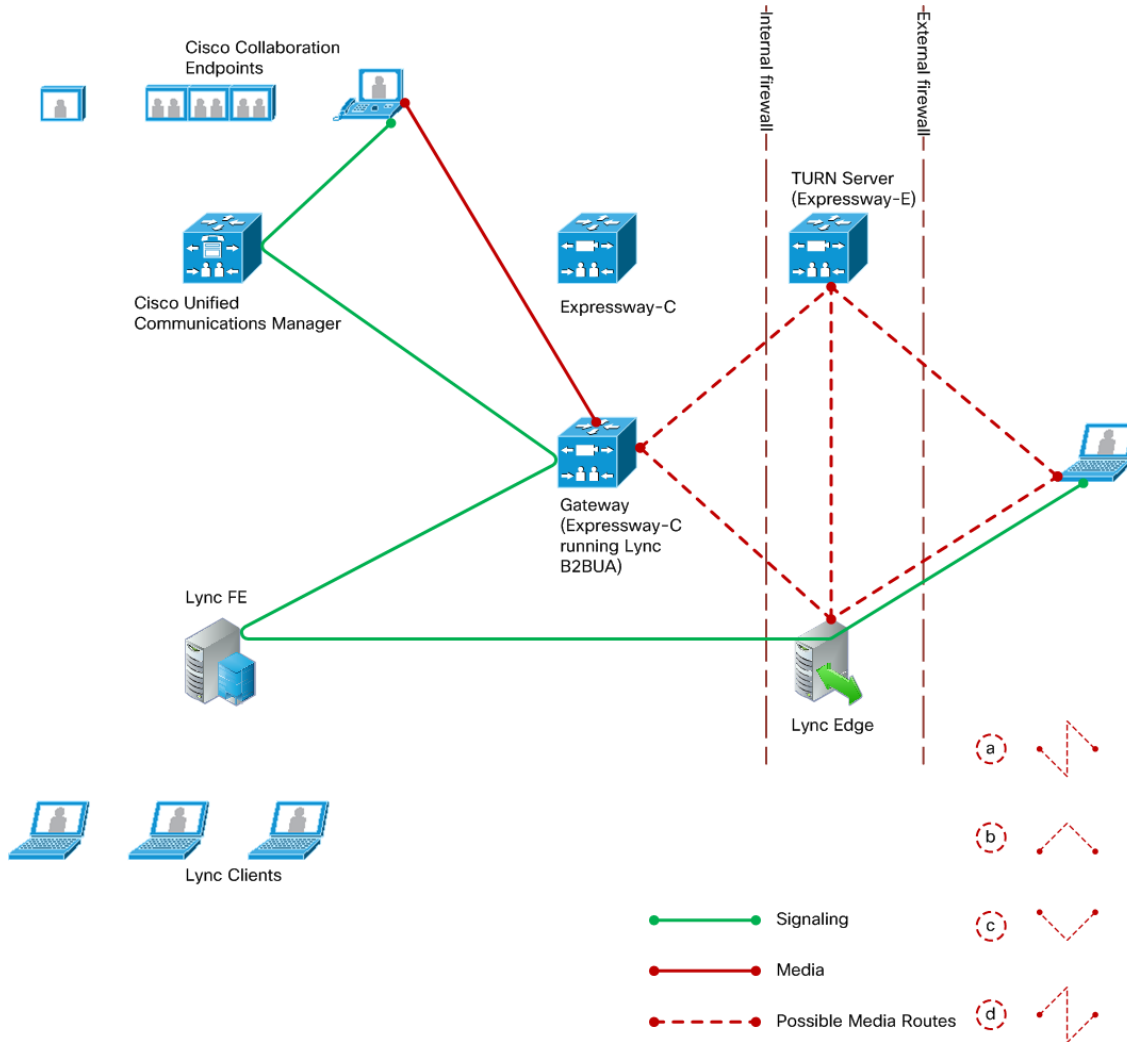 Cisco Collaboration
Endpoints
Internal firewall
External firewall
TURN Server
(Expressway-E)
Cisco Unified
Communications Manager
Expressway-C
Gateway
(Expressway-C
running Lync
B2BUA)
Lync FE
Lync Edge
a
b
Lync Clients
c
Signaling
Media
Possible Media Routes
d